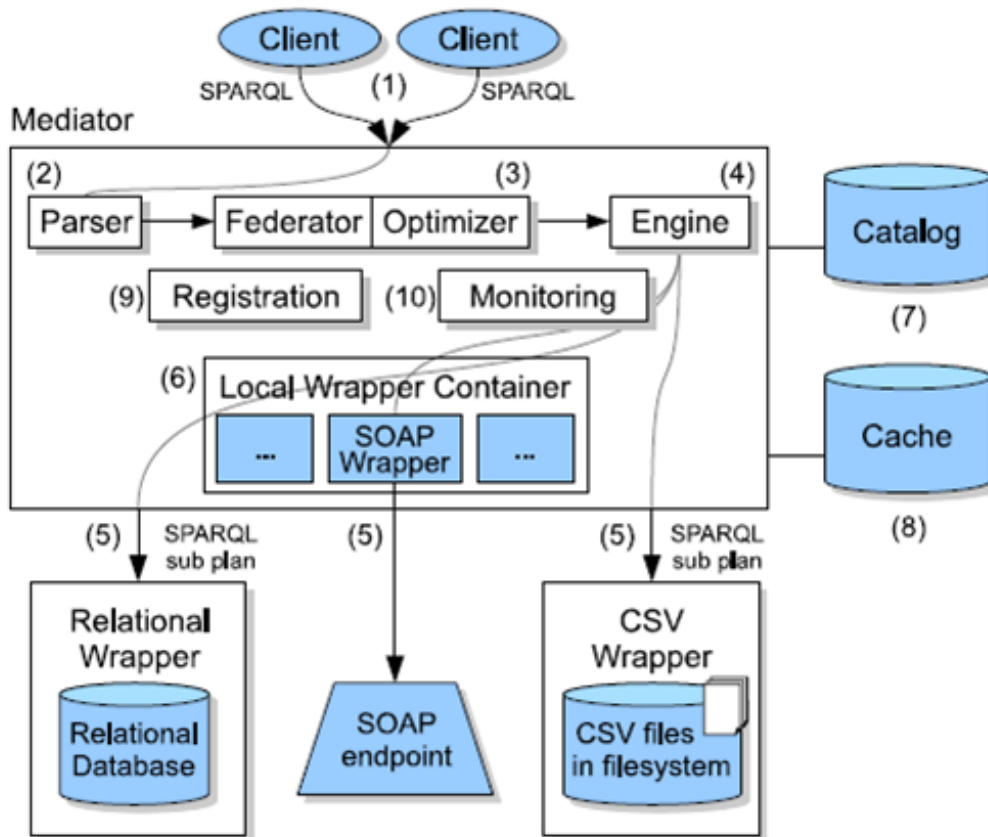 Client
Client
SPARQL
(1)
SPARQL
Mediator
(2)
(3)
(4)
Parser
Federator
Optimizer
Engine
Catalog
(7)
(9)
Registration
(10)
Monitoring
(6)
Local Wrapper Container
...
SOAP
Wrapper
...
Cache
(8)
(5)
SPARQL
sub plan
(5)
(5)
SPARQL
sub plan
Relational
Wrapper
Relational
Database
SOAP
endpoint
CSV
Wrapper
CSV files
in filesystem